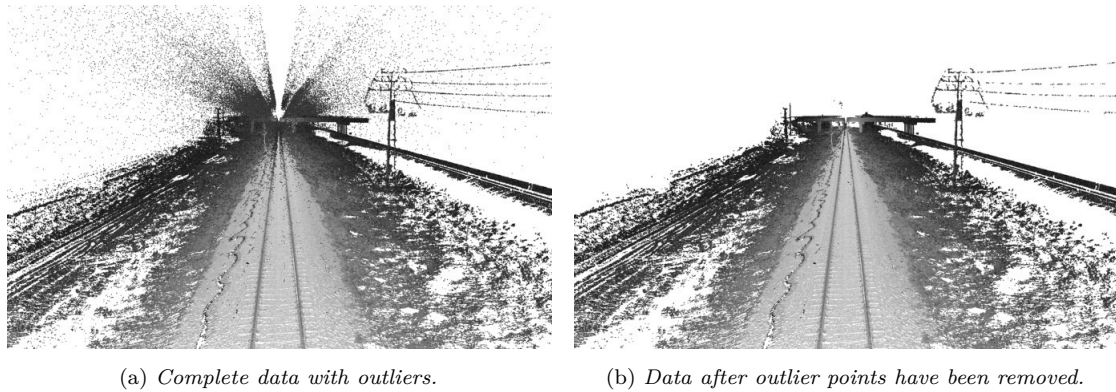 (a) Complete data with outliers.
(b) Data after outlier points have been removed.